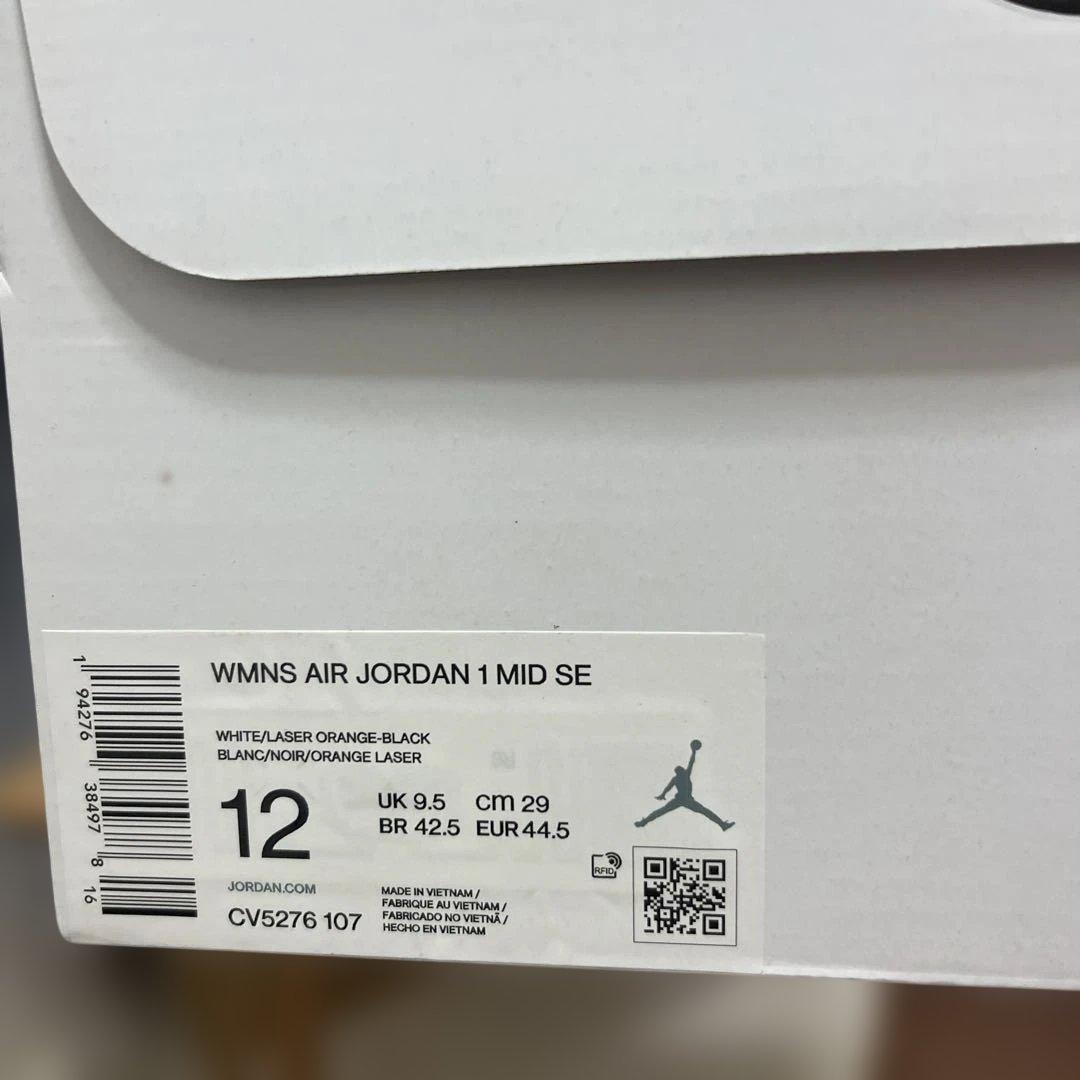 WMNS AIR JORDAN 1 MID SE
WHITE/LASER ORANGE-BLACK
BLANC/NOIR/ORANGE LASER
12
UK 9.5 cm 29
BR 42.5 EUR 44.5
JORDAN.COM
CV5276 107
MADE IN VIETNAM /
FABRIQUE AU VIETNAM /
FABRICADO NO VIETNÃ /
HECHO EN VIETNAM
RFID
1 94276 38497 8 16